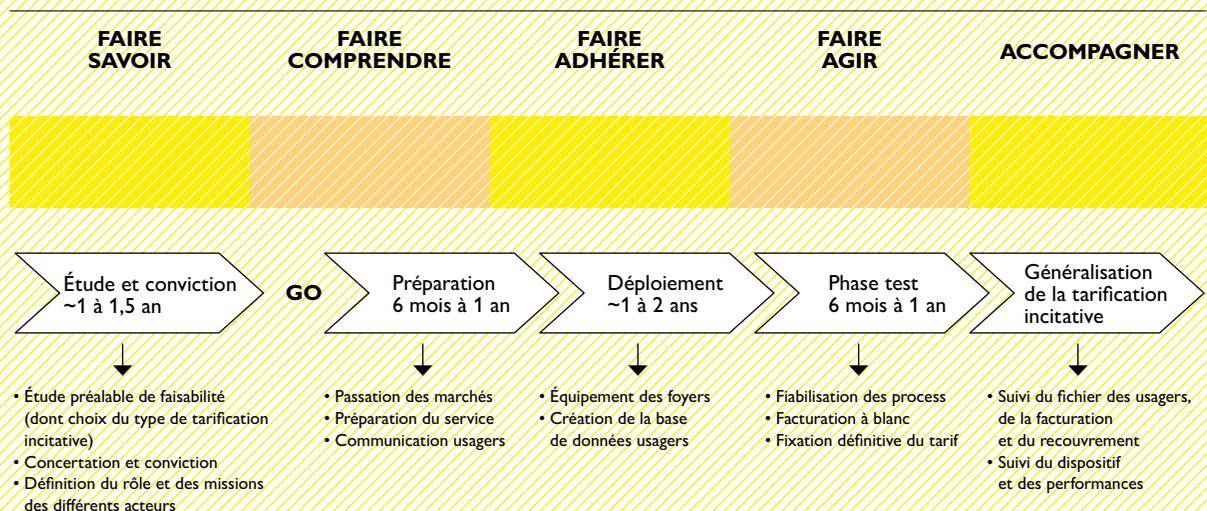 FAIRE
SAVOIR
FAIRE
COMPRENDRE
FAIRE
ADHÉRER
FAIRE
AGIR
ACCOMPAGNER
Étude et conviction
~1 à 1,5 an
GO
Préparation
6 mois à 1 an
Déploiement
~1 à 2 ans
Phase test
6 mois à 1 an
Généralisation
de la tarification
incitative
• Étude préalable de faisabilité
(dont choix du type de tarification
incitative)
• Concertation et conviction
• Définition du rôle et des missions
des différents acteurs
• Passation des marchés
• Préparation du service
• Communication usagers
• Équipement des foyers
• Création de la base
de données usagers
• Fiabilisation des process
• Facturation à blanc
• Fixation définitive du tarif
• Suivi du fichier des usagers,
de la facturation
et du recouvrement
• Suivi du dispositif
et des performances